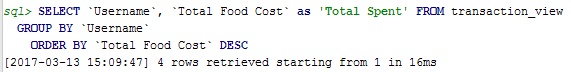 sql> SELECT `Username`, `Total Food Cost` as 'Total Spent' FROM transaction_view
GROUP BY `Username`
ORDER BY `Total Food Cost` DESC
[2017-03-13 15:09:47] 4 rows retrieved starting from 1 in 16ms